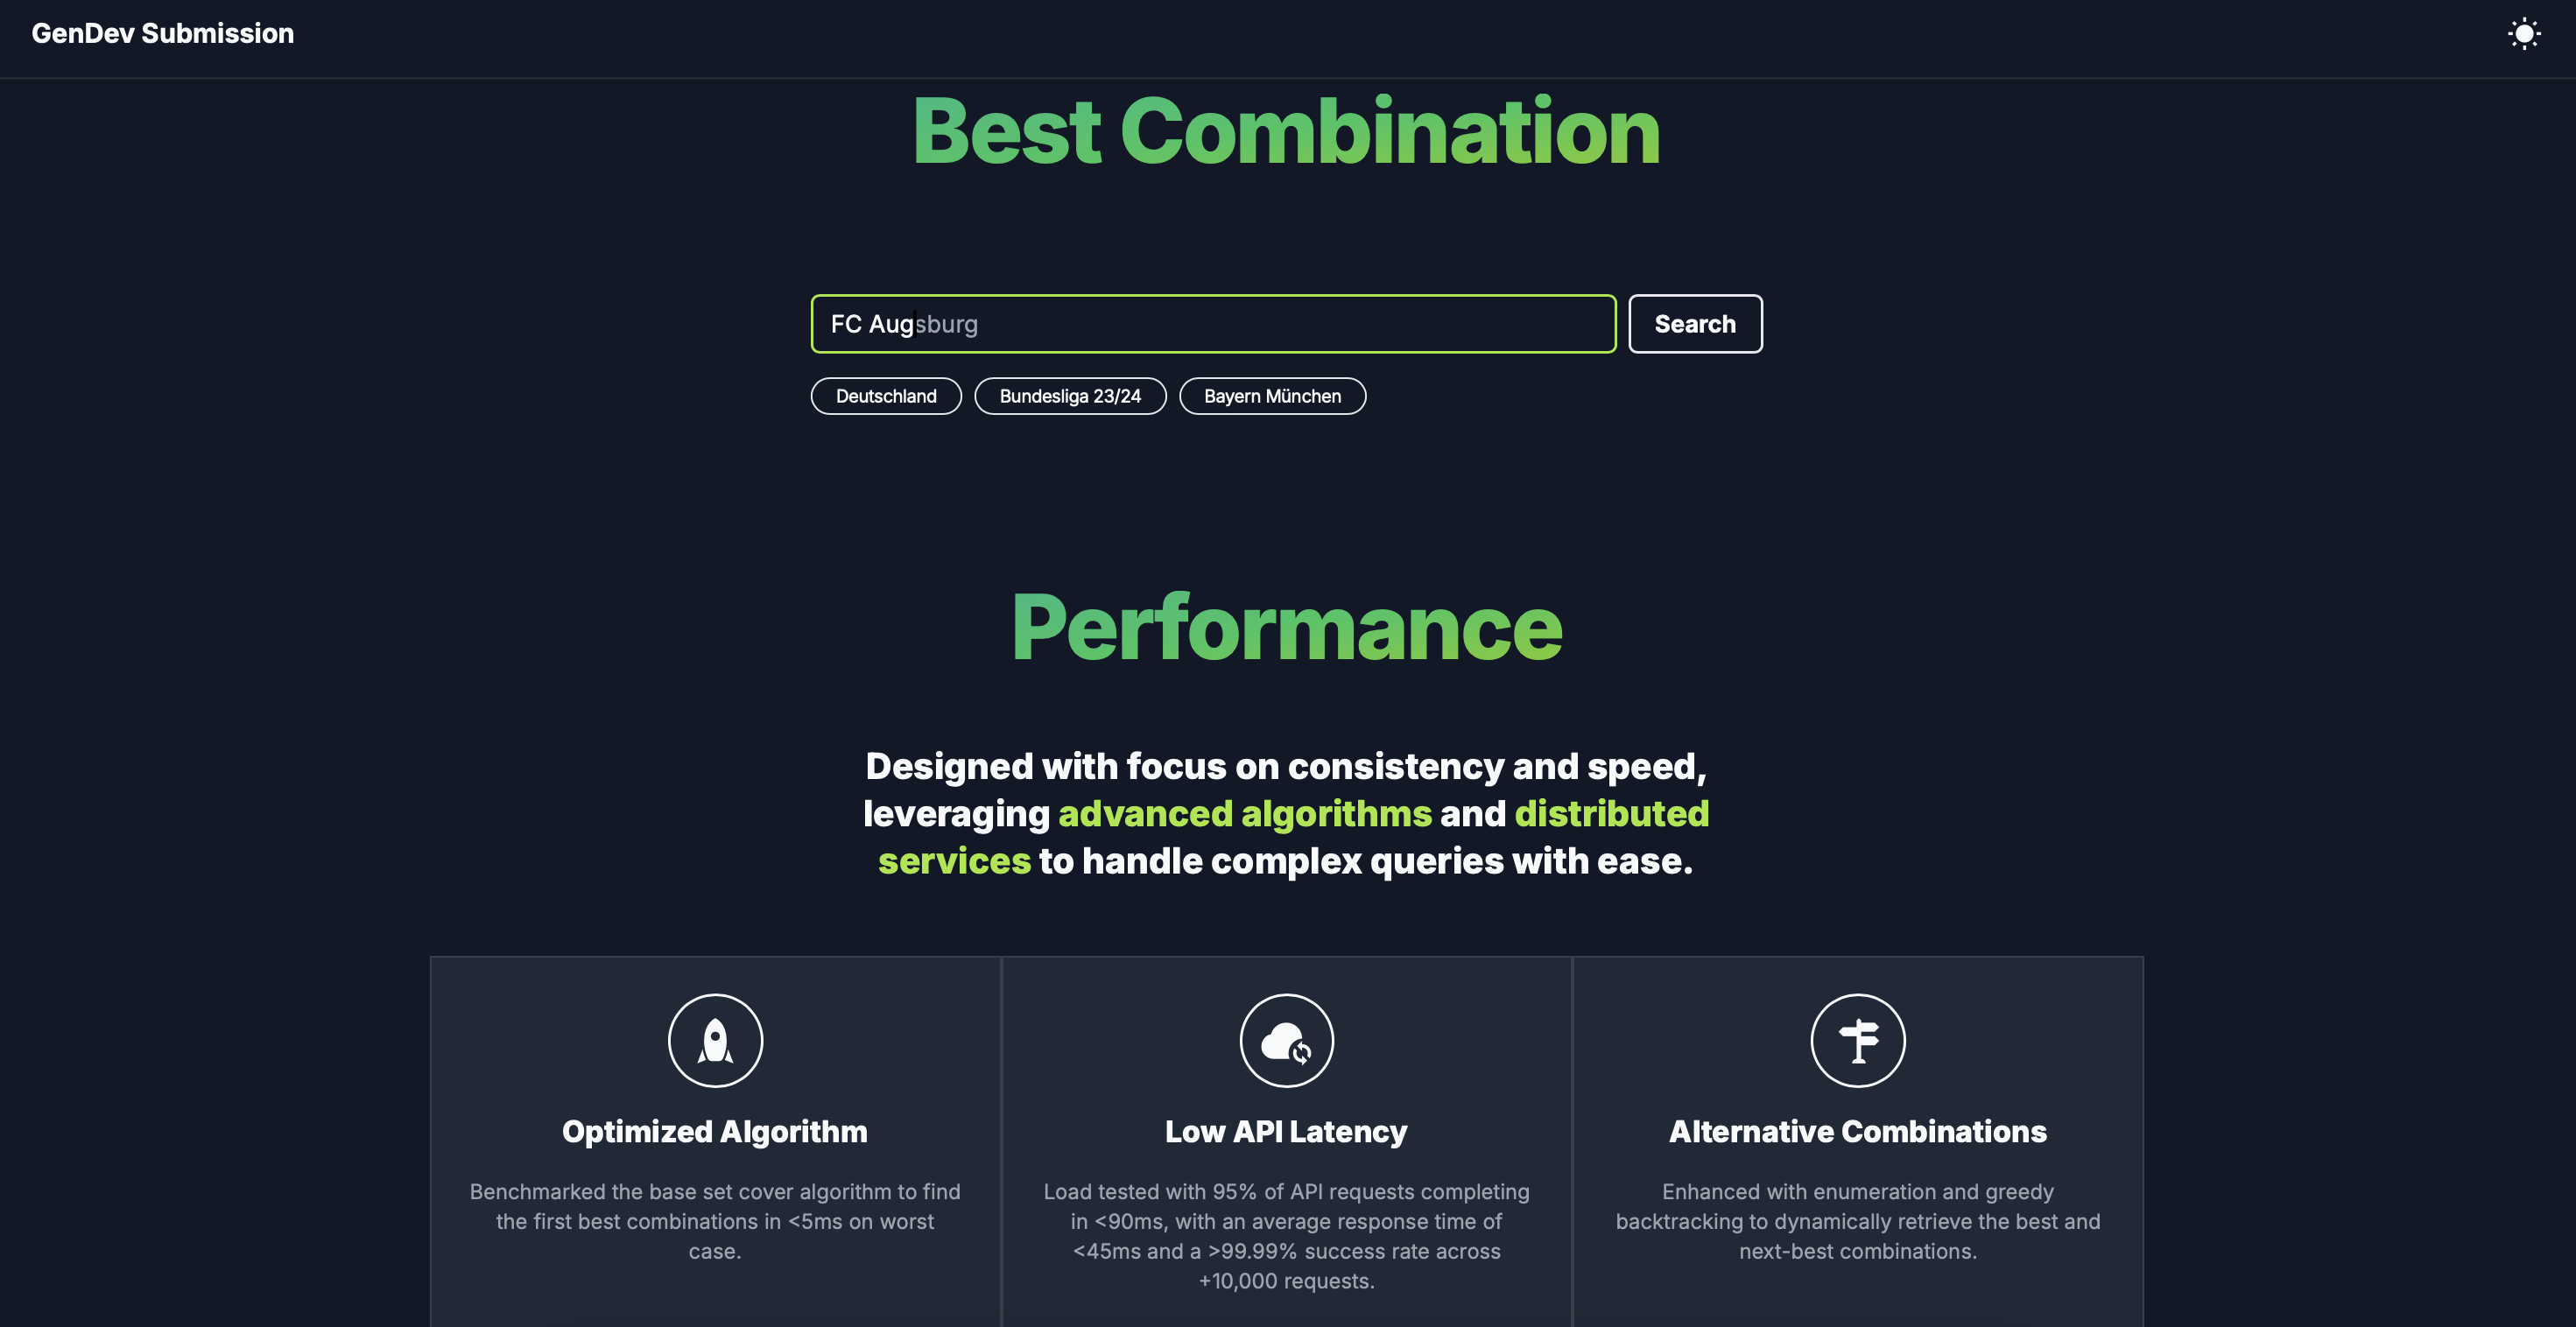 GenDev Submission
Best Combination
FC Augsburg
Search
Deutschland
Bundesliga 23/24
Bayern München
Performance
Designed with focus on consistency and speed,
leveraging advanced algorithms and distributed
services to handle complex queries with ease.
Optimized Algorithm
Benchmarked the base set cover algorithm to find
the first best combinations in <5ms on worst
case.
Low API Latency
Load tested with 95% of API requests completing
in <90ms, with an average response time of
<45ms and a >99.99% success rate across
+10,000 requests.
Alternative Combinations
Enhanced with enumeration and greedy
backtracking to dynamically retrieve the best and
next-best combinations.